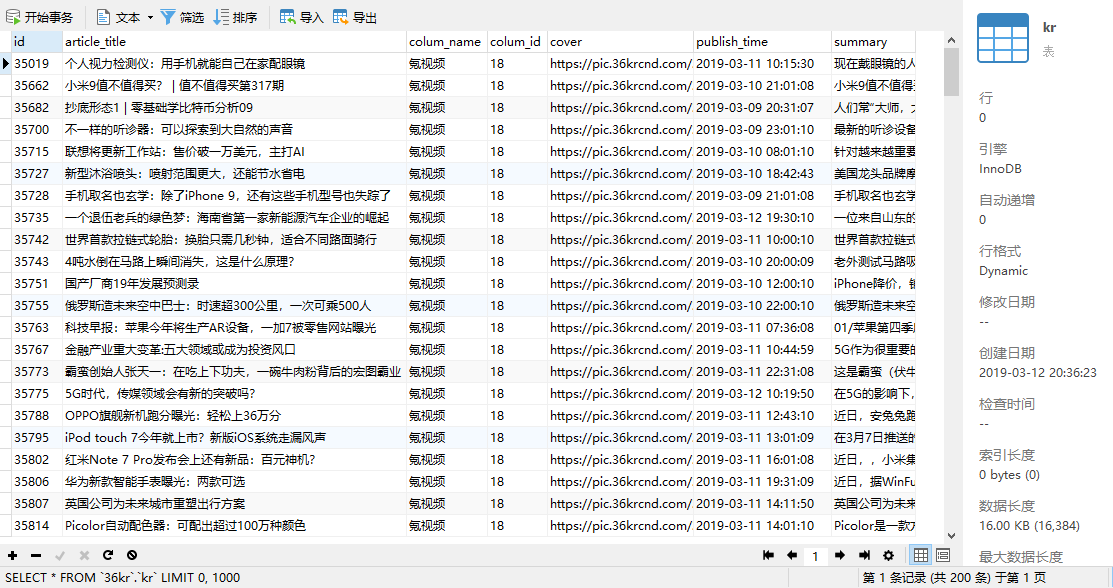 开始事务 文本 筛选 排序 导入 导出
id article_title colum_name colum_id cover publish_time summary
35019 个人视力检测仪：用手机就能自己在家配眼镜 氪视频 18 https://pic.36krcnd.com/ 2019-03-11 10:15:30 现在戴眼镜的人
35662 小米9值不值得买？ | 值不值得买第317期 氪视频 18 https://pic.36krcnd.com/ 2019-03-10 21:01:08 小米9值不值得
35682 抄底形态1 | 零基础学比特币分析09 氪视频 18 https://pic.36krcnd.com/ 2019-03-09 20:31:07 人们常“大师，
35700 不一样的听诊器：可以探索到大自然的声音 氪视频 18 https://pic.36krcnd.com/ 2019-03-09 23:01:10 最新的听诊设备
35715 联想将更新工作站：售价破一万美元，主打AI 氪视频 18 https://pic.36krcnd.com/ 2019-03-10 08:01:10 针对越来越重要
35727 新型沐浴喷头：喷射范围更大，还能节水省电 氪视频 18 https://pic.36krcnd.com/ 2019-03-10 18:42:43 美国龙头品牌摩
35728 手机取名也玄学：除了iPhone 9，还有这些手机型号也失踪了 氪视频 18 https://pic.36krcnd.com/ 2019-03-09 21:01:08 手机取名也玄学
35735 一个退伍老兵的绿色梦：海南省第一家新能源汽车企业的崛起 氪视频 18 https://pic.36krcnd.com/ 2019-03-12 19:30:10 一位来自山东的
35742 世界首款拉链式轮胎：换胎只需几秒钟，适合不同路面骑行 氪视频 18 https://pic.36krcnd.com/ 2019-03-11 10:00:10 世界首款拉链式
35743 4吨水倒在马路上瞬间消失，这是什么原理？ 氪视频 18 https://pic.36krcnd.com/ 2019-03-10 20:00:09 老外测试马路吸
35751 国产厂商19年发展预测录 氪视频 18 https://pic.36krcnd.com/ 2019-03-10 12:00:10 iPhone降价，
35755 俄罗斯造未来空中巴士：时速超300公里，一次可乘500人 氪视频 18 https://pic.36krcnd.com/ 2019-03-10 22:00:10 俄罗斯造未来空
35763 科技早报：苹果今年将生产AR设备，一加7被零售网站曝光 氪视频 18 https://pic.36krcnd.com/ 2019-03-11 07:36:08 01/苹果第四季
35767 金融产业重大变革:五大领域或成为投资风口 氪视频 18 https://pic.36krcnd.com/ 2019-03-11 10:44:59 5G作为很重要的
35773 霸蛮创始人张天一：在吃上下功夫，一碗牛肉粉背后的宏图霸业 氪视频 18 https://pic.36krcnd.com/ 2019-03-11 22:31:08 这是霸蛮（伏牛
35775 5G时代，传媒领域会有新的突破吗？ 氪视频 18 https://pic.36krcnd.com/ 2019-03-12 10:19:50 在5G的影响下，
35788 OPPO旗舰新机跑分曝光：轻松上36万分 氪视频 18 https://pic.36krcnd.com/ 2019-03-11 12:43:10 近日，安兔兔跑
35795 iPod touch 7今年就上市？新版iOS系统走漏风声 氪视频 18 https://pic.36krcnd.com/ 2019-03-11 13:01:09 在3月7日推送的
35802 红米Note 7 Pro发布会上还有新品：百元神机？ 氪视频 18 https://pic.36krcnd.com/ 2019-03-11 16:01:08 近日，，小米集
35806 华为新款智能手表曝光：两款可选 氪视频 18 https://pic.36krcnd.com/ 2019-03-11 19:31:09 近日，据WinFu
35807 英国公司为未来城市重塑出行方案 氪视频 18 https://pic.36krcnd.com/ 2019-03-11 14:11:50 英国公司为未来
35814 Picolor自动配色器：可配出超过100万种颜色 氪视频 18 https://pic.36krcnd.com/ 2019-03-11 14:01:10 Picolor是一款
1
SELECT * FROM `36kr`.`kr` LIMIT 0, 1000 第 1 条记录 (共 200 条) 于第 1 页
kr
表
行
0
引擎
InnoDB
自动递增
0
行格式
Dynamic
修改日期
--
创建日期
2019-03-12 20:36:23
检查时间
--
索引长度
0 bytes (0)
数据长度
16.00 KB (16,384)
最大数据长度